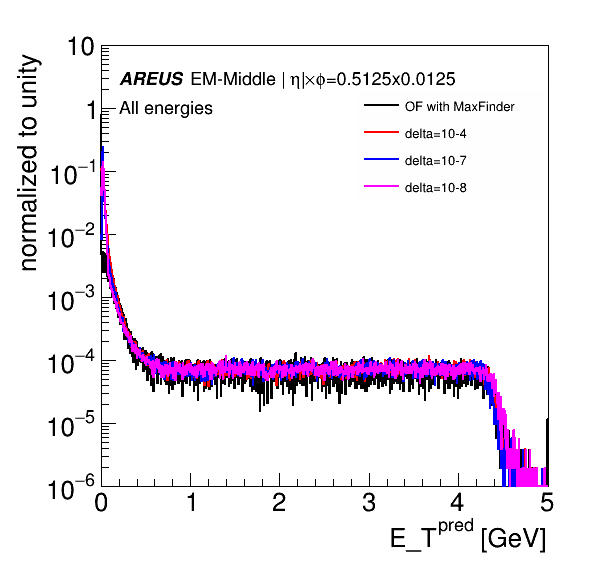 10
AREUS EM-Middle | η|×ϕ=0.5125x0.0125
1
All energies
OF with MaxFinder
delta=10-4
delta=10-7
delta=10-8
10⁻¹
10⁻²
10⁻³
10⁻⁴
10⁻⁵
10⁻⁶
normalized to unity
0 1 2 3 4 5
E_T^pred [GeV]